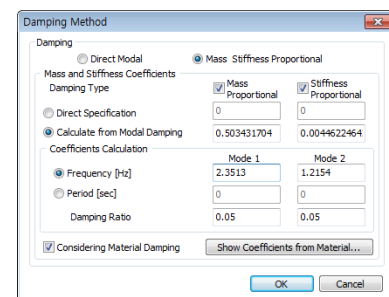 Damping Method
Damping
Direct Modal Mass Stiffness Proportional
Mass and Stiffness Coefficients
Damping Type Mass Proportional Stiffness Proportional
Direct Specification 0 0
Calculate from Modal Damping 0.503431704 0.0044622464
Coefficients Calculation
Mode 1 Mode 2
Frequency [Hz] 2.3513 1.2154
Period [sec] 0 0
Damping Ratio 0.05 0.05
Considering Material Damping Show Coefficients from Material...
OK Cancel